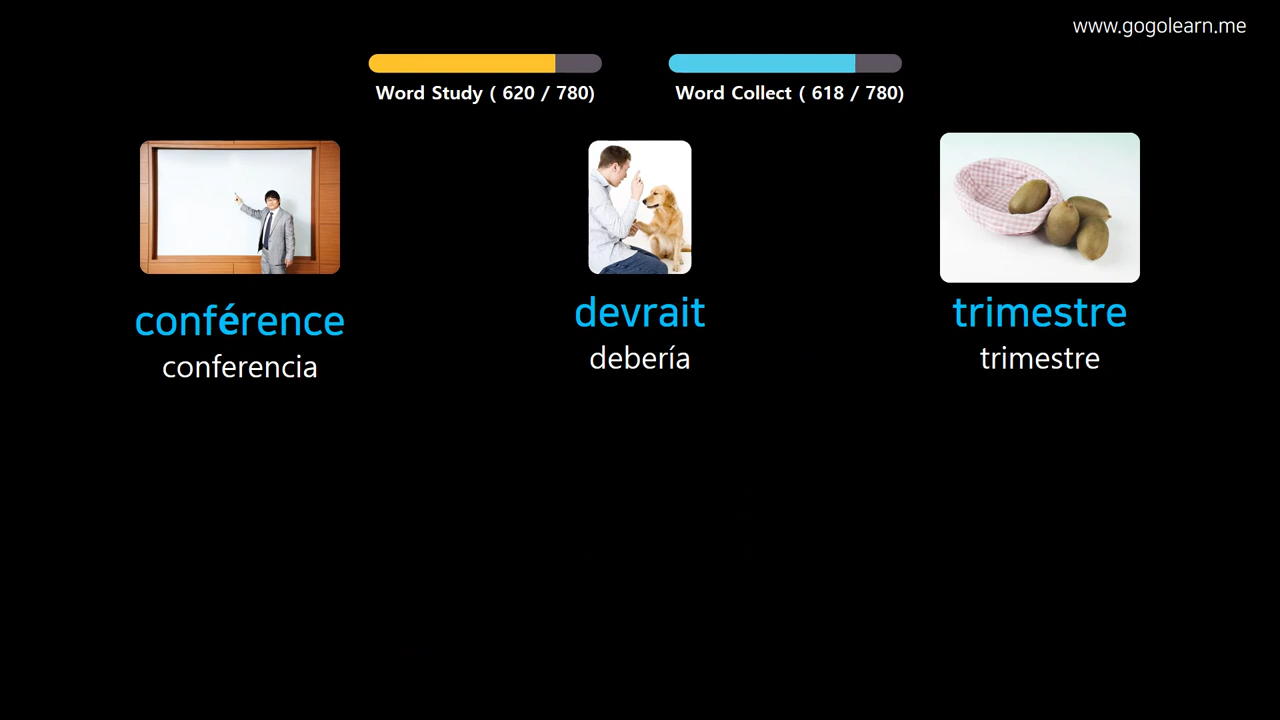 www.gogolearn.me
Word Study ( 620 / 780)
Word Collect ( 618 / 780)
conférence
conferencia
devrait
debería
trimestre
trimestre